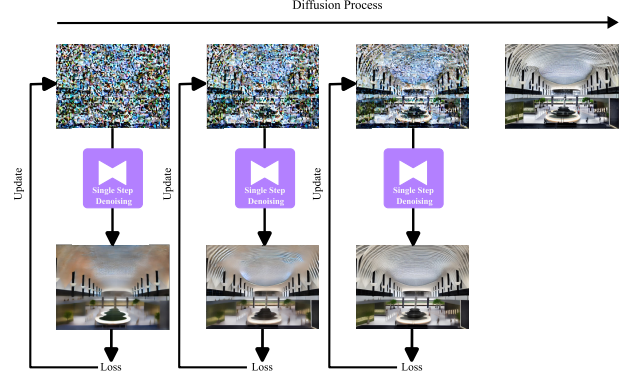 Diffusion Process
Update
Single Step
Denoising
Loss
Update
Single Step
Denoising
Loss
Update
Single Step
Denoising
Loss